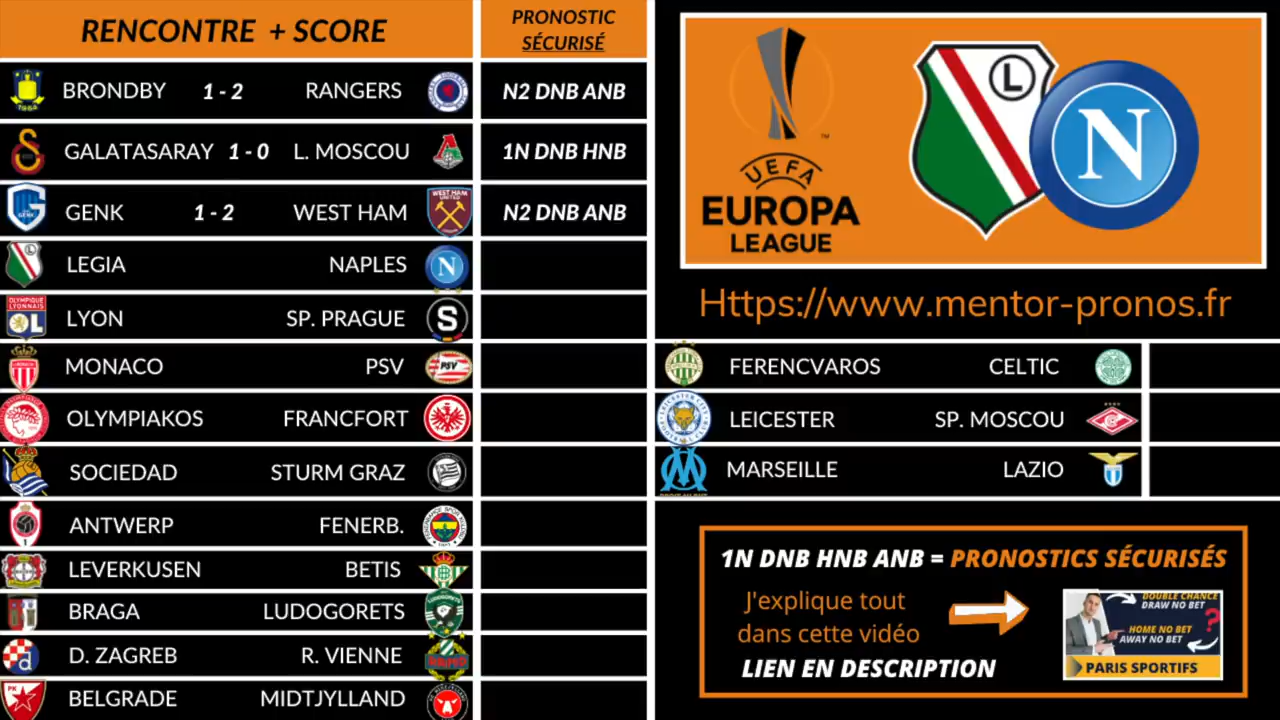 RENCONTRE + SCORE
PRONOSTIC
SÉCURISÉ
BRONDBY 1 - 2 RANGERS N2 DNB ANB
GALATASARAY 1 - 0 L. MOSCOU 1N DNB HNB
GENK 1 - 2 WEST HAM N2 DNB ANB
LEGIA NAPLES
LYON SP. PRAGUE
MONACO PSV
OLYMPIAKOS FRANCFORT
SOCIEDAD STURM GRAZ
ANTWERP FENERB.
LEVERKUSEN BETIS
BRAGA LUDOGORETS
D. ZAGREB R. VIENNE
BELGRADE MIDTJYLLAND
UEFA
EUROPA
LEAGUE
L
N
Https://www.mentor-pronos.fr
FERENCVAROS CELTIC
LEICESTER SP. MOSCOU
MARSEILLE LAZIO
1N DNB HNB ANB = PRONOSTICS SÉCURISÉS
J'explique tout
dans cette vidéo
LIEN EN DESCRIPTION
DOUBLE CHANCE
DRAW NO BET
?
HOME NO BET
AWAY NO BET
PARIS SPORTIFS